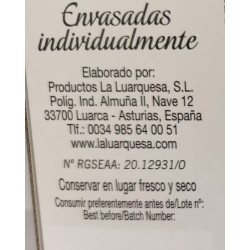 Envasadas
individualmente
Elaborado por:
Productos La Luarquesa, S.L.
Polig. Ind. Almuña II, Nave 12
33700 Luarca - Asturias, España
Tlf.: 0034 985 64 00 51
www.laluarquesa.com
Nº RGSEAA: 20.12931/O
Conservar en lugar fresco y seco
Consumir preferentemente antes de/Lote nº:
Best before/Batch Number: